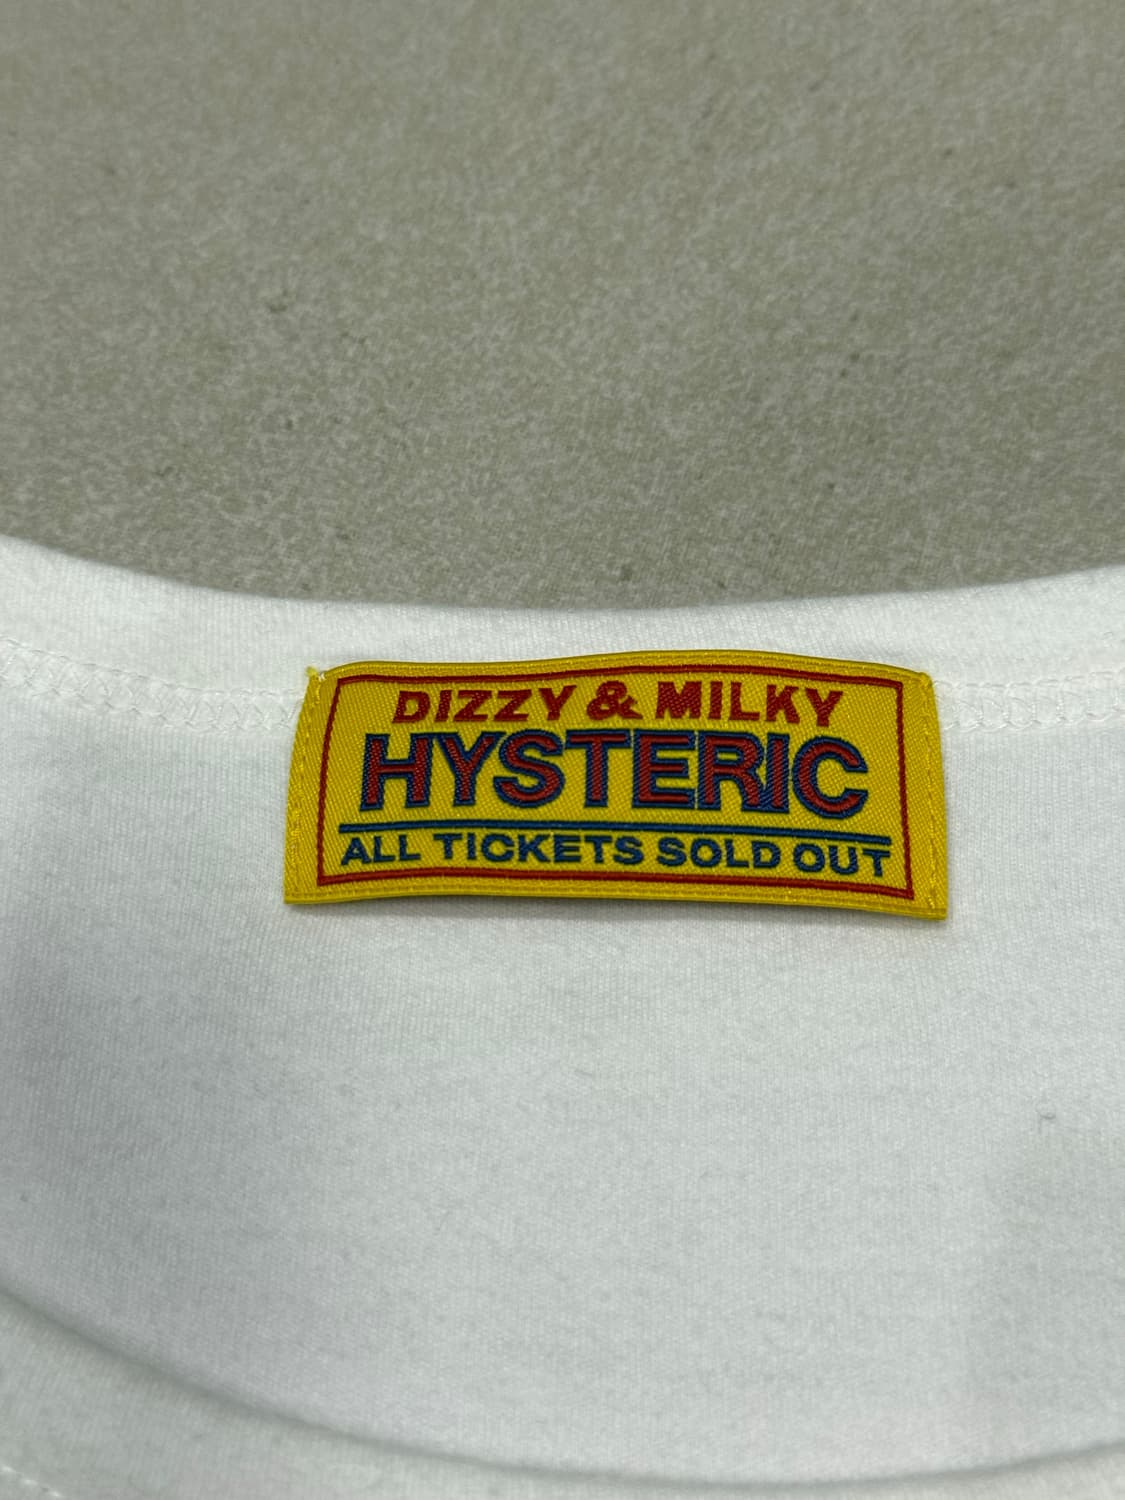 DIZZY & MILKY
HYSTERIC
ALL TICKETS SOLD OUT